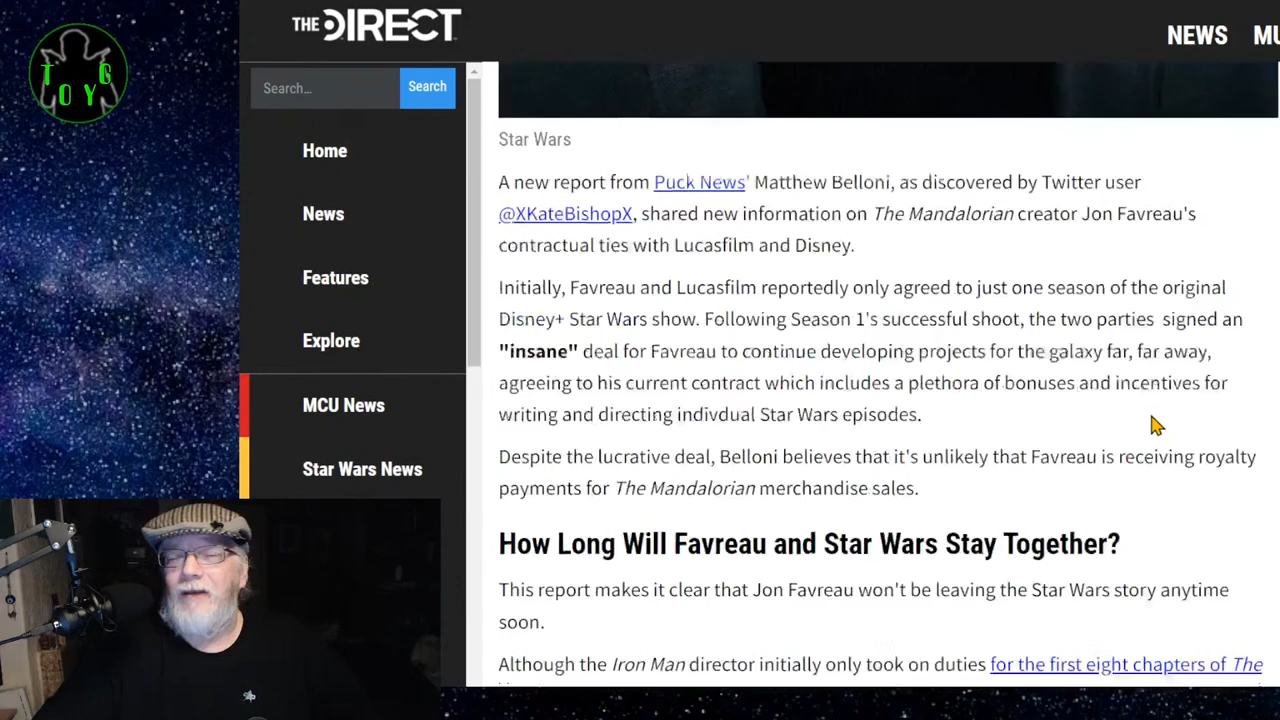 THE DIRECT
NEWS MU
T G
O Y
Search...
Search
Home
News
Features
Explore
MCU News
Star Wars News
Star Wars
A new report from Puck News' Matthew Belloni, as discovered by Twitter user
@XKateBishopX, shared new information on The Mandalorian creator Jon Favreau's
contractual ties with Lucasfilm and Disney.
Initially, Favreau and Lucasfilm reportedly only agreed to just one season of the original
Disney+ Star Wars show. Following Season 1's successful shoot, the two parties signed an
"insane" deal for Favreau to continue developing projects for the galaxy far, far away,
agreeing to his current contract which includes a plethora of bonuses and incentives for
writing and directing indivdual Star Wars episodes.
Despite the lucrative deal, Belloni believes that it's unlikely that Favreau is receiving royalty
payments for The Mandalorian merchandise sales.
How Long Will Favreau and Star Wars Stay Together?
This report makes it clear that Jon Favreau won't be leaving the Star Wars story anytime
soon.
Although the Iron Man director initially only took on duties for the first eight chapters of The